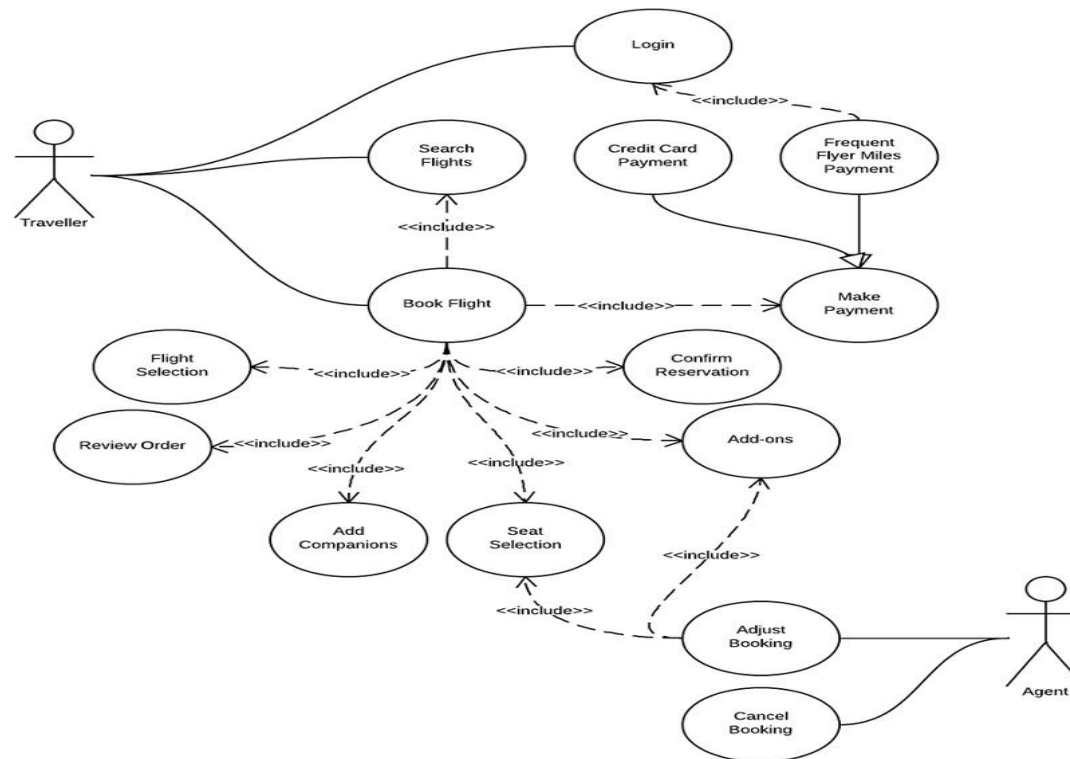 Login
<<include>>
Search
Flights
Credit Card
Payment
Frequent
Flyer Miles
Payment
Traveller
<<include>>
Book Flight
<<include>>
Make
Payment
Flight
Selection
<<include>>
<<include>>
Confirm
Reservation
Review Order
<<include>>
<<include>>
Add-ons
<<include>>
<<include>>
Add
Companions
Seat
Selection
<<include>>
<<include>>
Adjust
Booking
Agent
Cancel
Booking